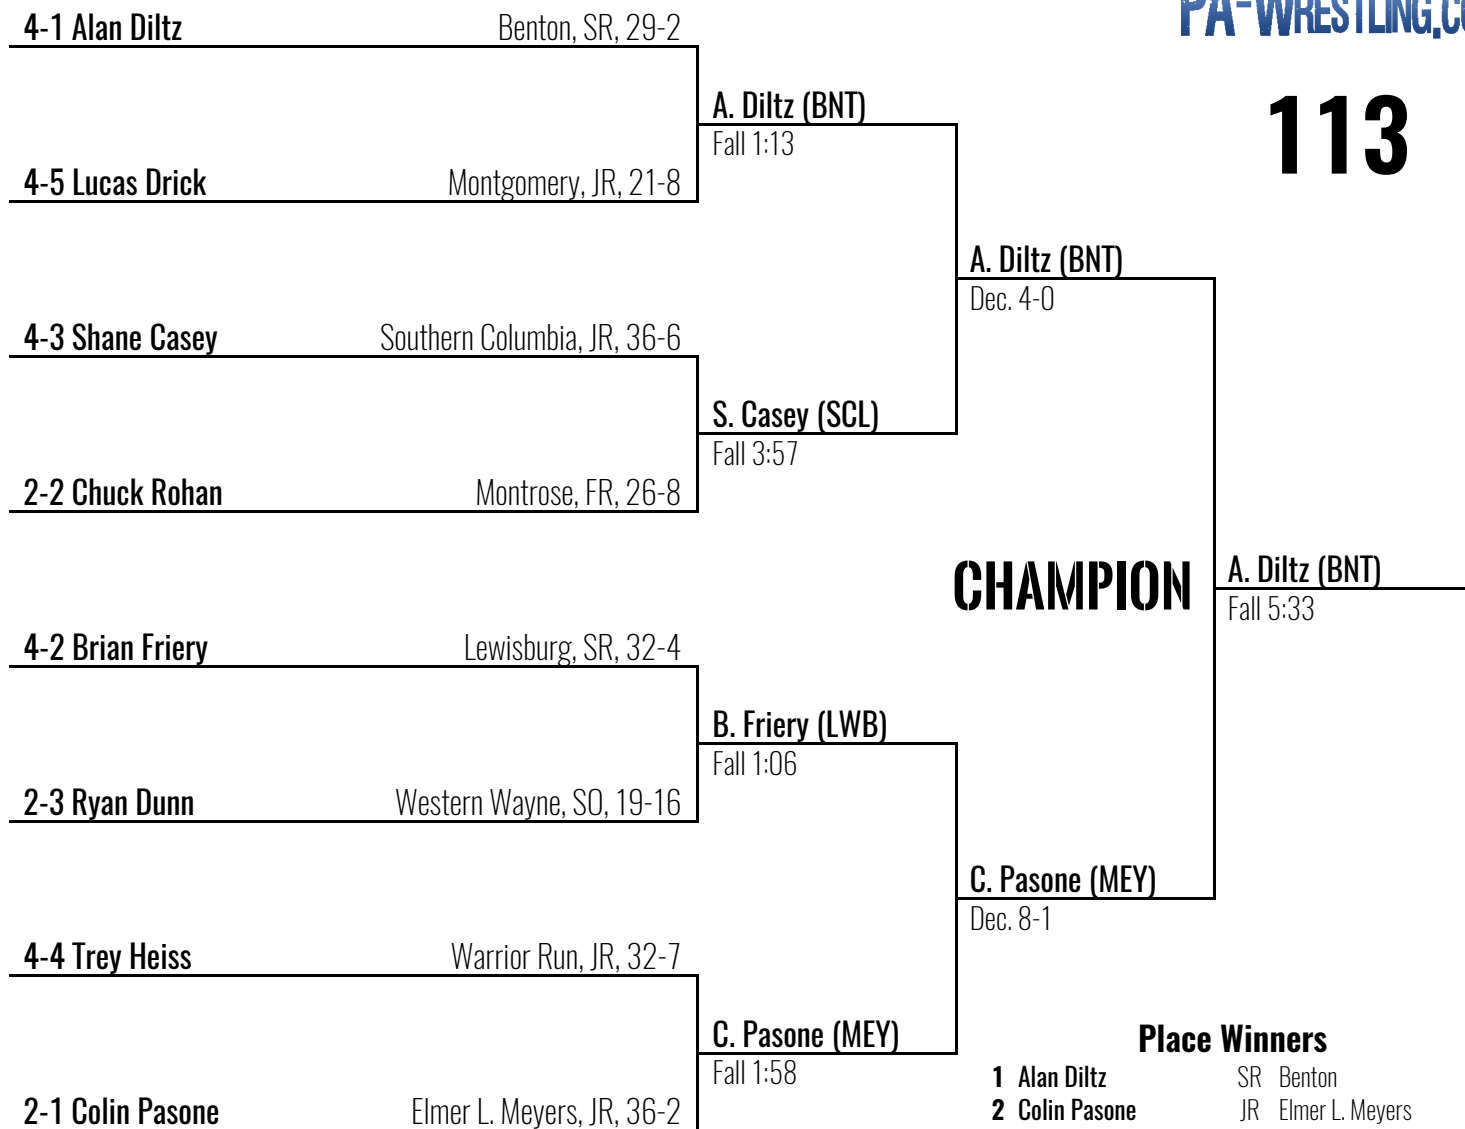 4-1 Alan Diltz Benton, SR, 29-2
A. Diltz (BNT)
Fall 1:13
113
4-5 Lucas Drick Montgomery, JR, 21-8
A. Diltz (BNT)
Dec. 4-0
4-3 Shane Casey Southern Columbia, JR, 36-6
S. Casey (SCL)
Fall 3:57
2-2 Chuck Rohan Montrose, FR, 26-8
CHAMPION
A. Diltz (BNT)
Fall 5:33
4-2 Brian Friery Lewisburg, SR, 32-4
B. Friery (LWB)
Fall 1:06
2-3 Ryan Dunn Western Wayne, SO, 19-16
C. Pasone (MEY)
Dec. 8-1
4-4 Trey Heiss Warrior Run, JR, 32-7
C. Pasone (MEY)
Fall 1:58
2-1 Colin Pasone Elmer L. Meyers, JR, 36-2
Place Winners
1 Alan Diltz SR Benton
2 Colin Pasone JR Elmer L. Meyers